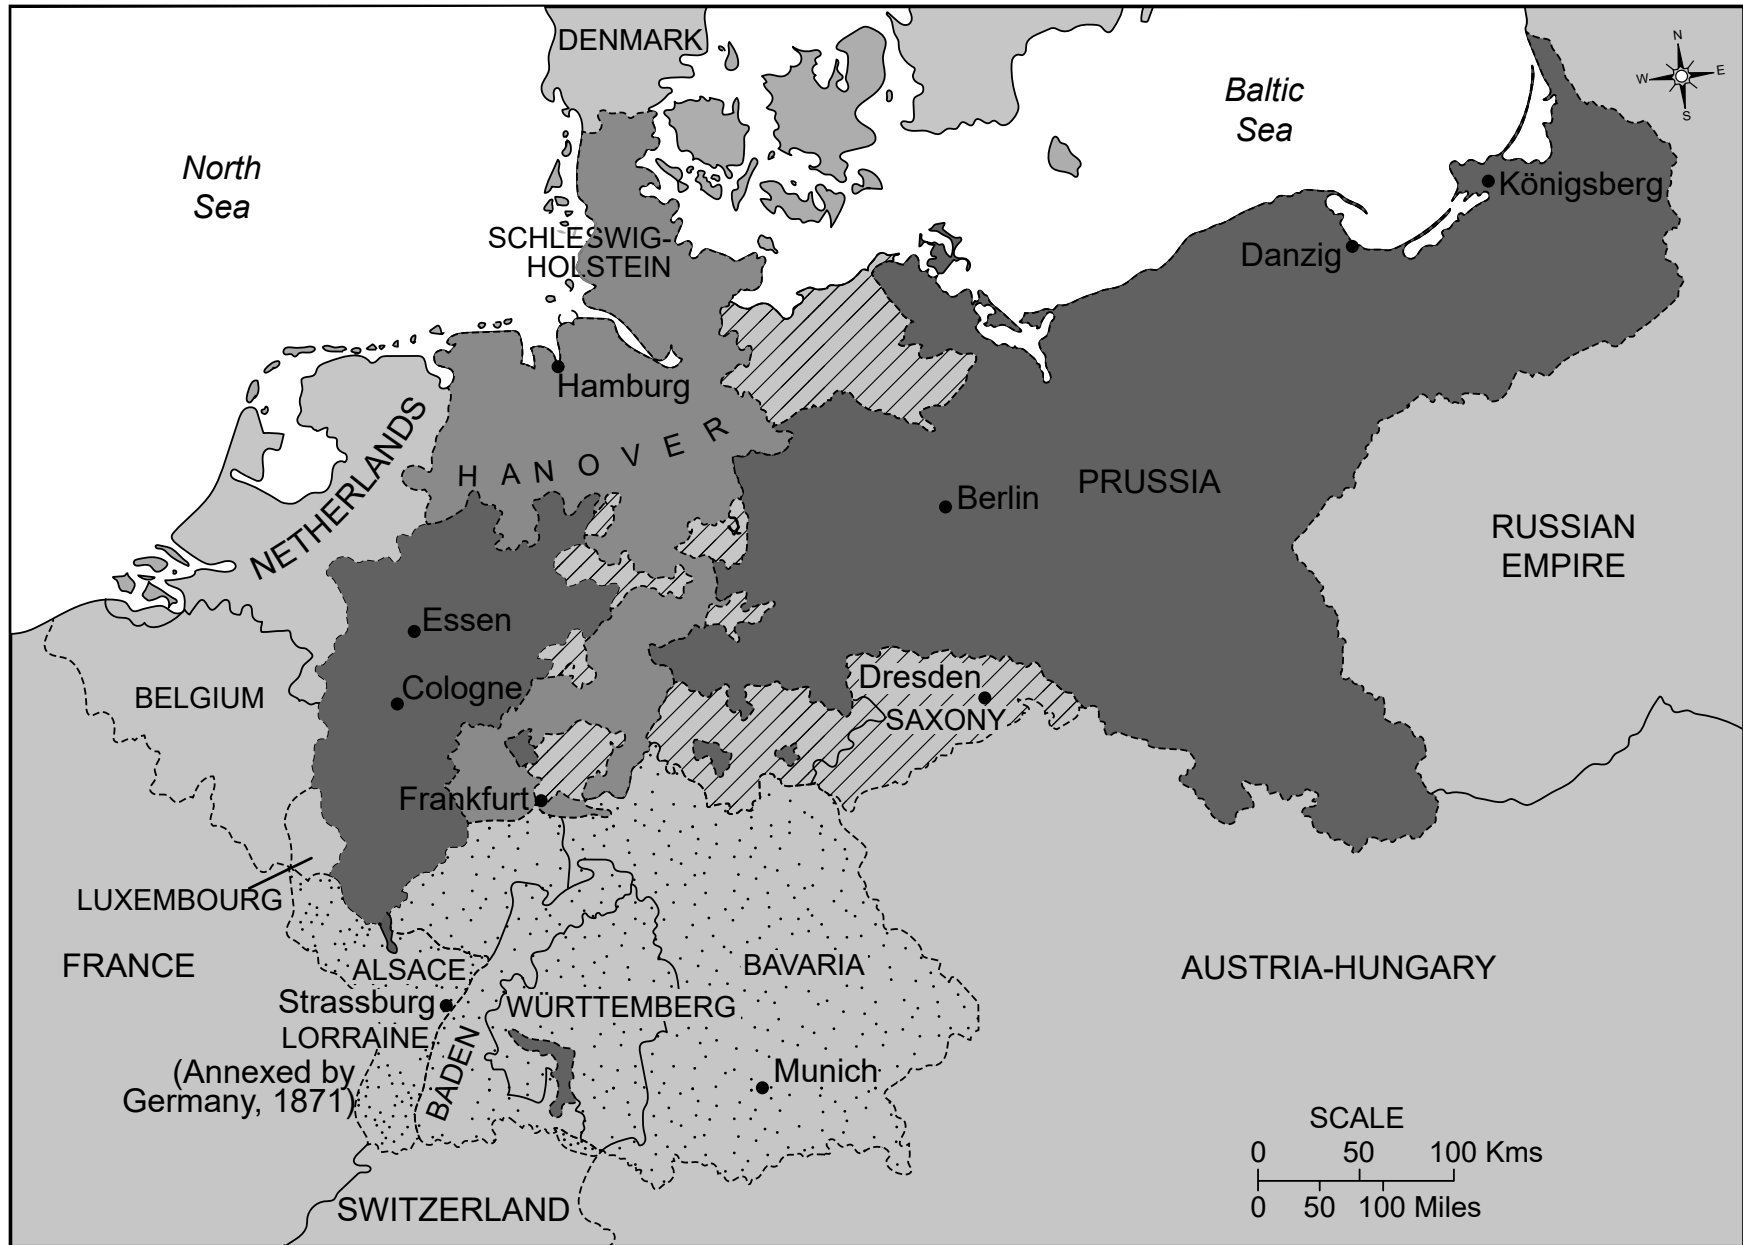 DENMARK
N
W
E
S
Baltic
Sea
North
Sea
Königsberg
SCHLESWIG-
HOLSTEIN
Danzig
Hamburg
NETHERLANDS
HANOVER
PRUSSIA
Berlin
RUSSIAN
EMPIRE
Essen
Cologne
BELGIUM
Dresden
SAXONY
Frankfurt
LUXEMBOURG
FRANCE
ALSACE
BAVARIA
AUSTRIA-HUNGARY
Strassburg
WÜRTTEMBERG
LORRAINE
(Annexed by
Germany, 1871)
BADEN
Munich
SCALE
0 50 100 Kms
0 50 100 Miles
SWITZERLAND